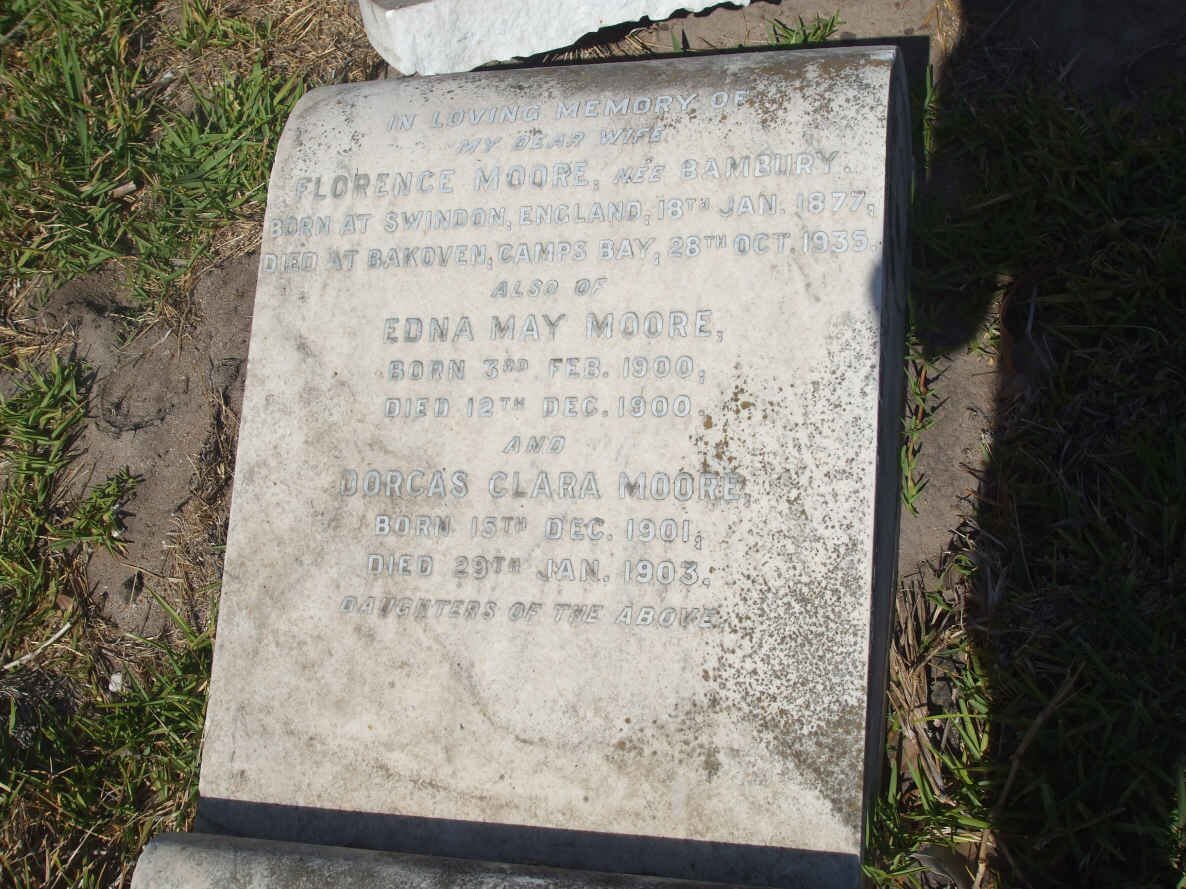 IN LOVING MEMORY OF
MY DEAR WIFE
FLORENCE MOORE, NÉE BAMBURY.
BORN AT SWINDON, ENGLAND, 18TH JAN. 1877,
DIED AT BAKOVEN, CAMPS BAY, 28TH OCT. 1935.
ALSO OF
EDNA MAY MOORE,
BORN 3RD FEB. 1900,
DIED 12TH DEC. 1900.
AND
DORCAS CLARA MOORE,
BORN 15TH DEC. 1901,
DIED 29TH JAN. 1903.
DAUGHTERS OF THE ABOVE.